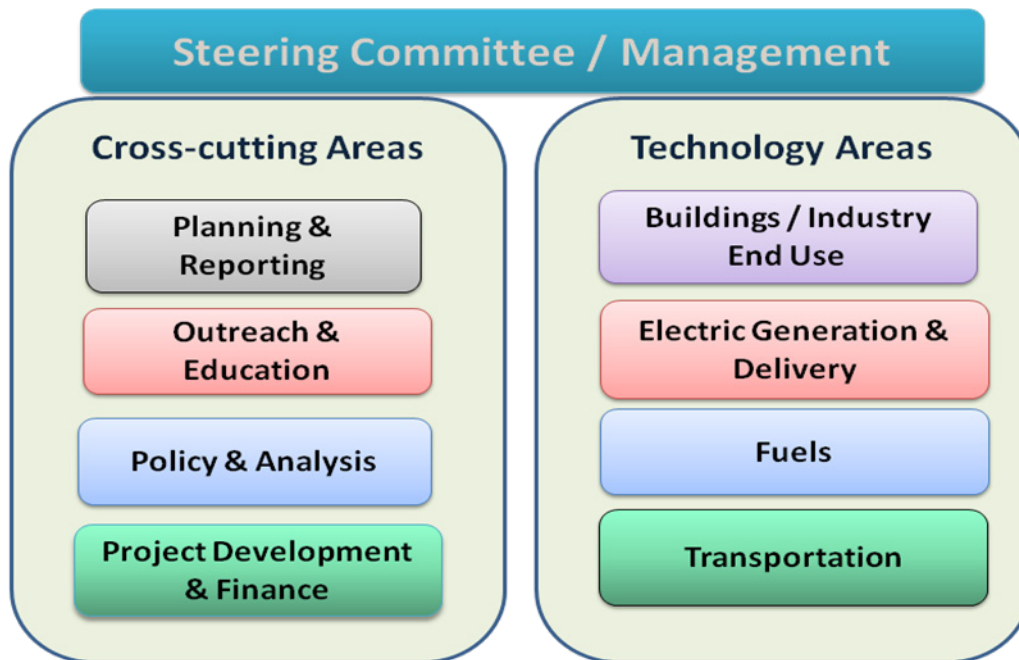 Steering Committee / Management
Cross-cutting Areas
Planning &
Reporting
Outreach &
Education
Policy & Analysis
Project Development
& Finance
Technology Areas
Buildings / Industry
End Use
Electric Generation &
Delivery
Fuels
Transportation